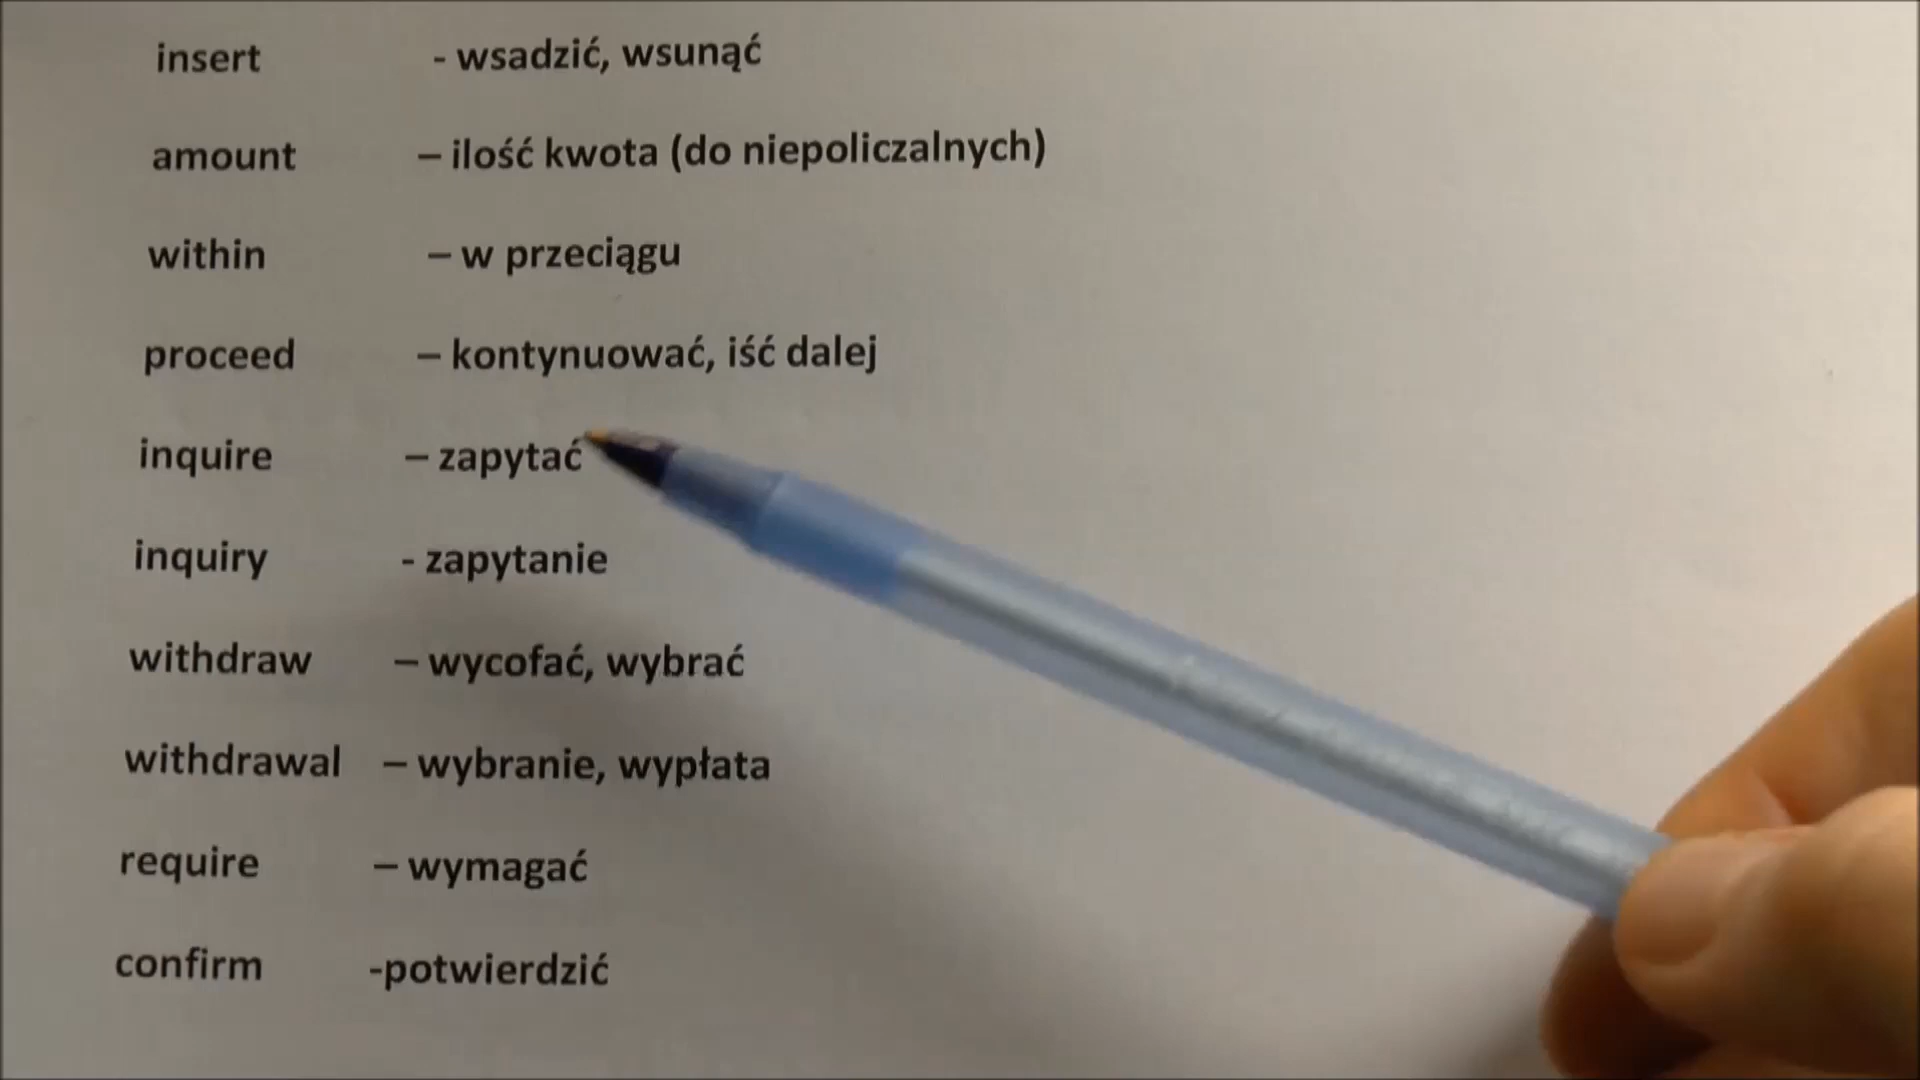 insert - wsadzić, wsunąć
amount – ilość kwota (do niepoliczalnych)
within – w przeciągu
proceed – kontynuować, iść dalej
inquire – zapytać
inquiry - zapytanie
withdraw – wycofać, wybrać
withdrawal – wybranie, wypłata
require – wymagać
confirm -potwierdzić